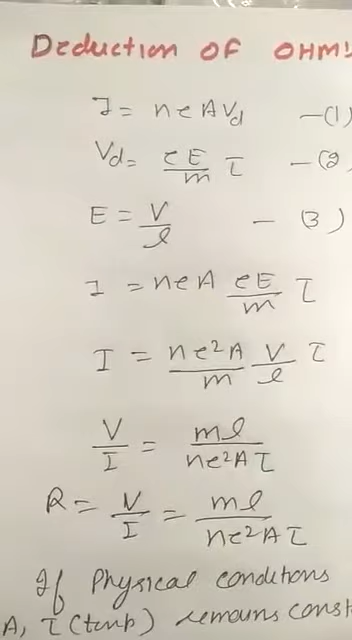 Deduction OF OHM'
I = neAVd —(1)
Vd = eE/m τ —(2)
E = V/l — (3)
I = neA eE/m τ
I = ne²A/m V/l τ
V/I = ml/ne²Aτ
R = V/I = ml/ne²Aτ
If Physical conditions
A, τ (temp) remains const